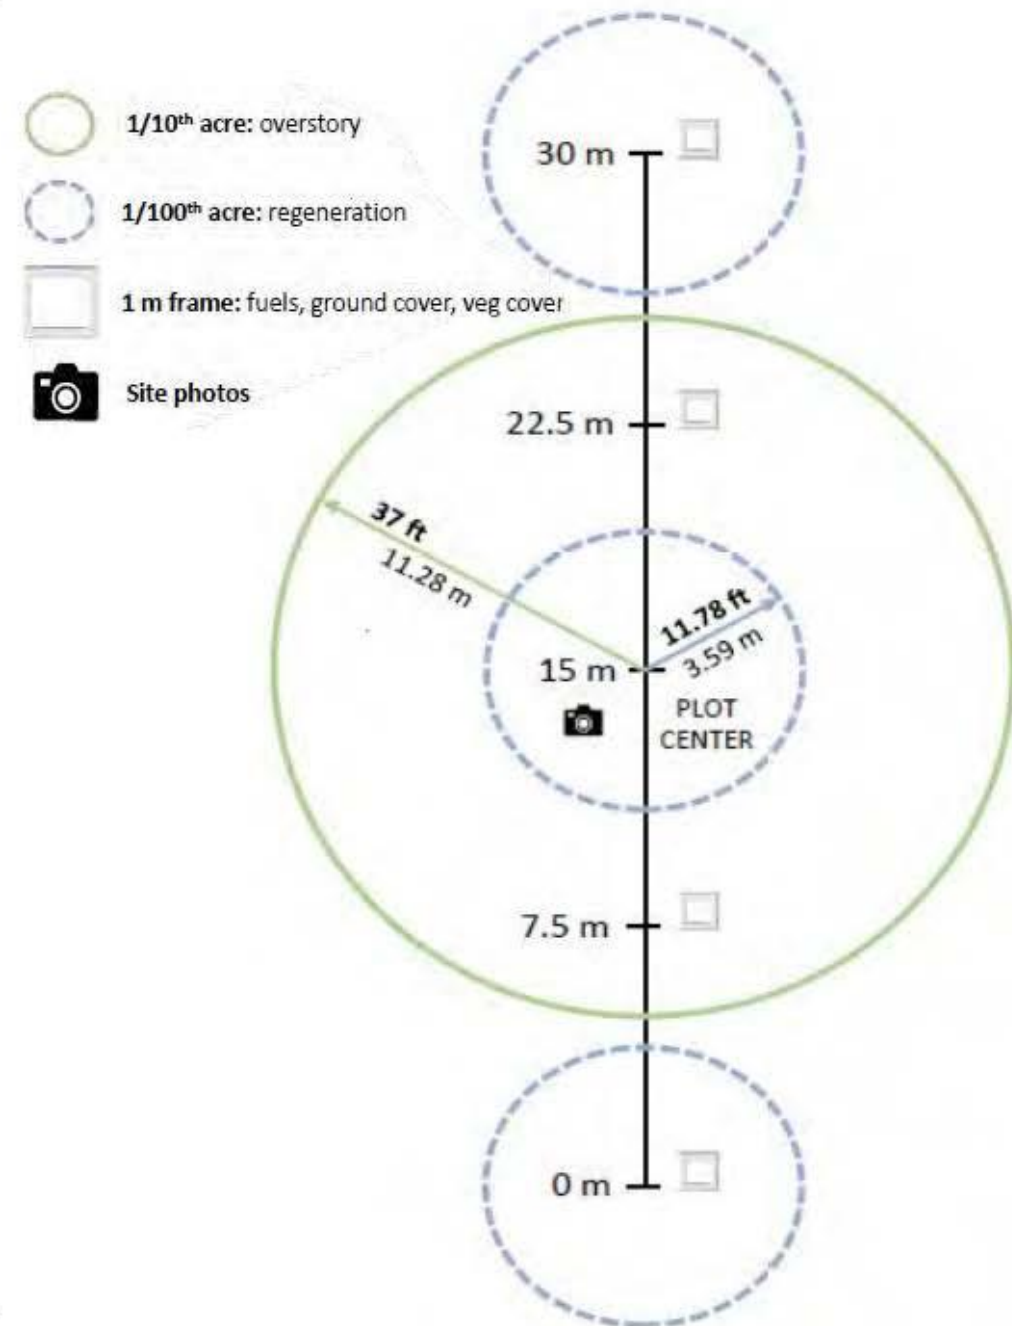 1/10th acre: overstory
1/100th acre: regeneration
1 m frame: fuels, ground cover, veg cover
Site photos
30 m
22.5 m
37 ft
11.28 m
11.78 ft
3.59 m
15 m
PLOT
CENTER
7.5 m
0 m